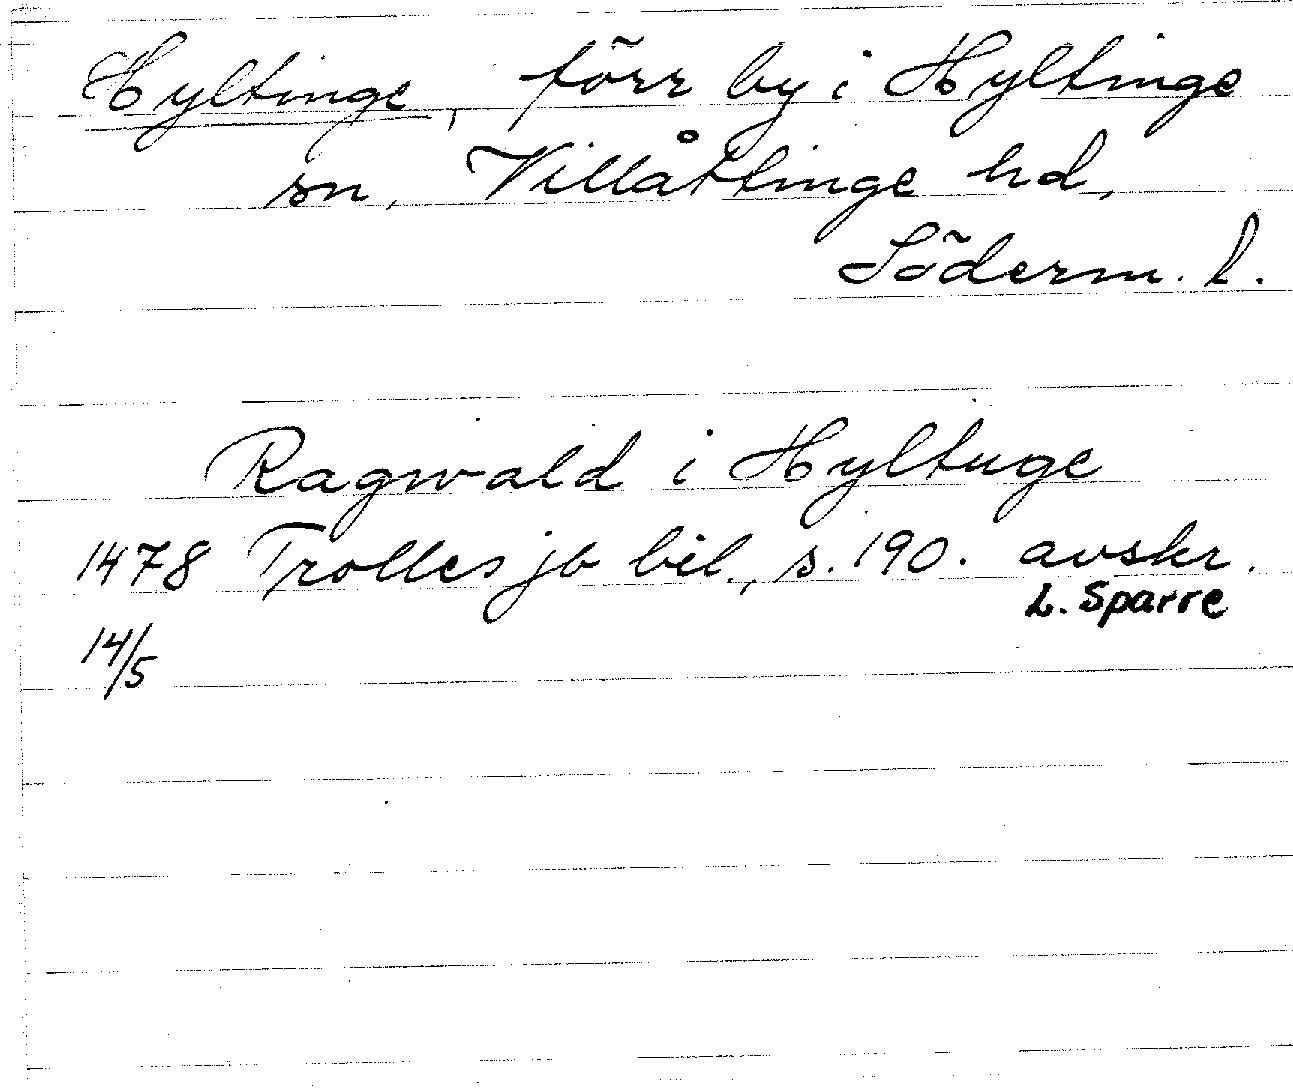 Hyltinge, förr by i Hyltinge
sn, Villåttinge hd,
Söderm. l.
Ragwald i Hyltuge
1478 Trolles jb bil., s. 190. avskr.
L. Sparre
14/5